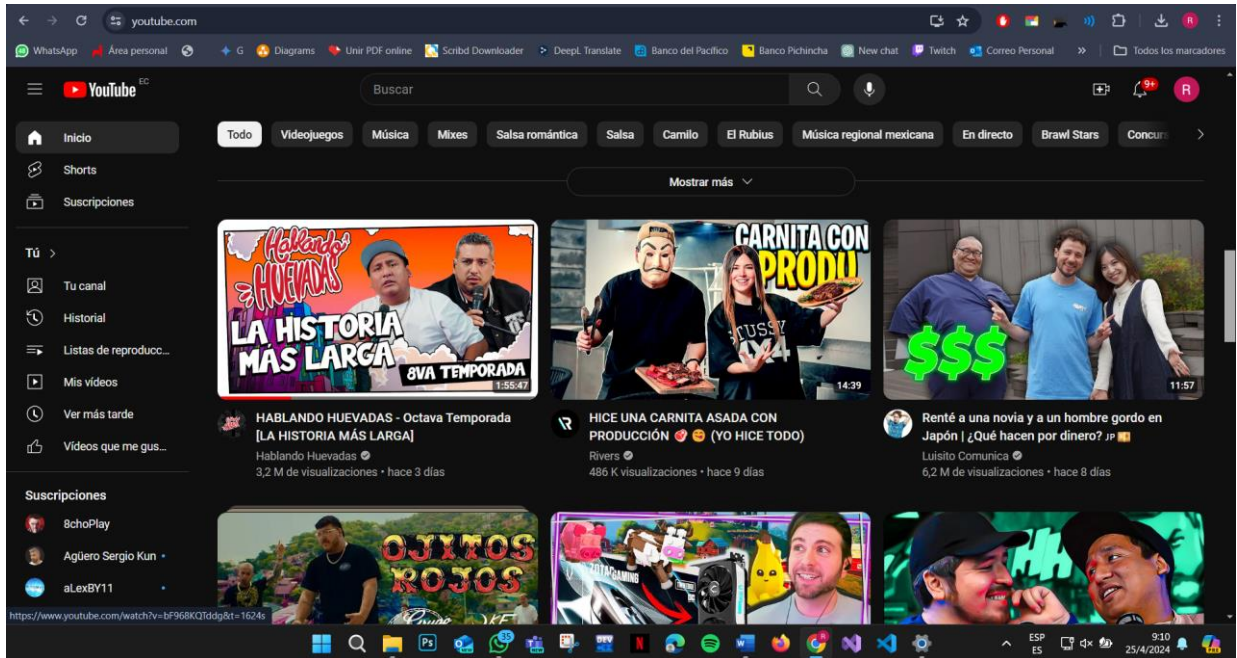 youtube.com
WhatsApp Área personal G Diagrams Unir PDF online Scribd Downloader DeepL Translate Banco del Pacífico Banco Pichincha New chat Twitch Correo Personal » Todos los marcadores
YouTube EC
Buscar
9+
R
Inicio
Shorts
Suscripciones
Tú >
Tu canal
Historial
Listas de reproducc...
Mis vídeos
Ver más tarde
Vídeos que me gus...
Suscripciones
8choPlay
Agüero Sergio Kun
aLexBY11
Todo Videojuegos Música Mixes Salsa romántica Salsa Camilo El Rubius Música regional mexicana En directo Brawl Stars Concurs
Mostrar más
Hablando
HUEVADAS
LA HISTORIA
MÁS LARGA
8VA TEMPORADA
1:55:47
HABLANDO HUEVADAS - Octava Temporada
[LA HISTORIA MÁS LARGA]
Hablando Huevadas
3,2 M de visualizaciones • hace 3 días
CARNITA CON
PRODU
STUSSY
14:39
HICE UNA CARNITA ASADA CON
PRODUCCIÓN 🥩 😋 (YO HICE TODO)
Rivers
486 K visualizaciones • hace 9 días
$$$
11:57
Renté a una novia y a un hombre gordo en
Japón | ¿Qué hacen por dinero? JP
Luisito Comunica
6,2 M de visualizaciones • hace 8 días
OJITOS
ROJOS
ZOTAC GAMING
https://www.youtube.com/watch?v=bF968KQTddg&t=1624s
35
ESP
ES
9:10
25/4/2024